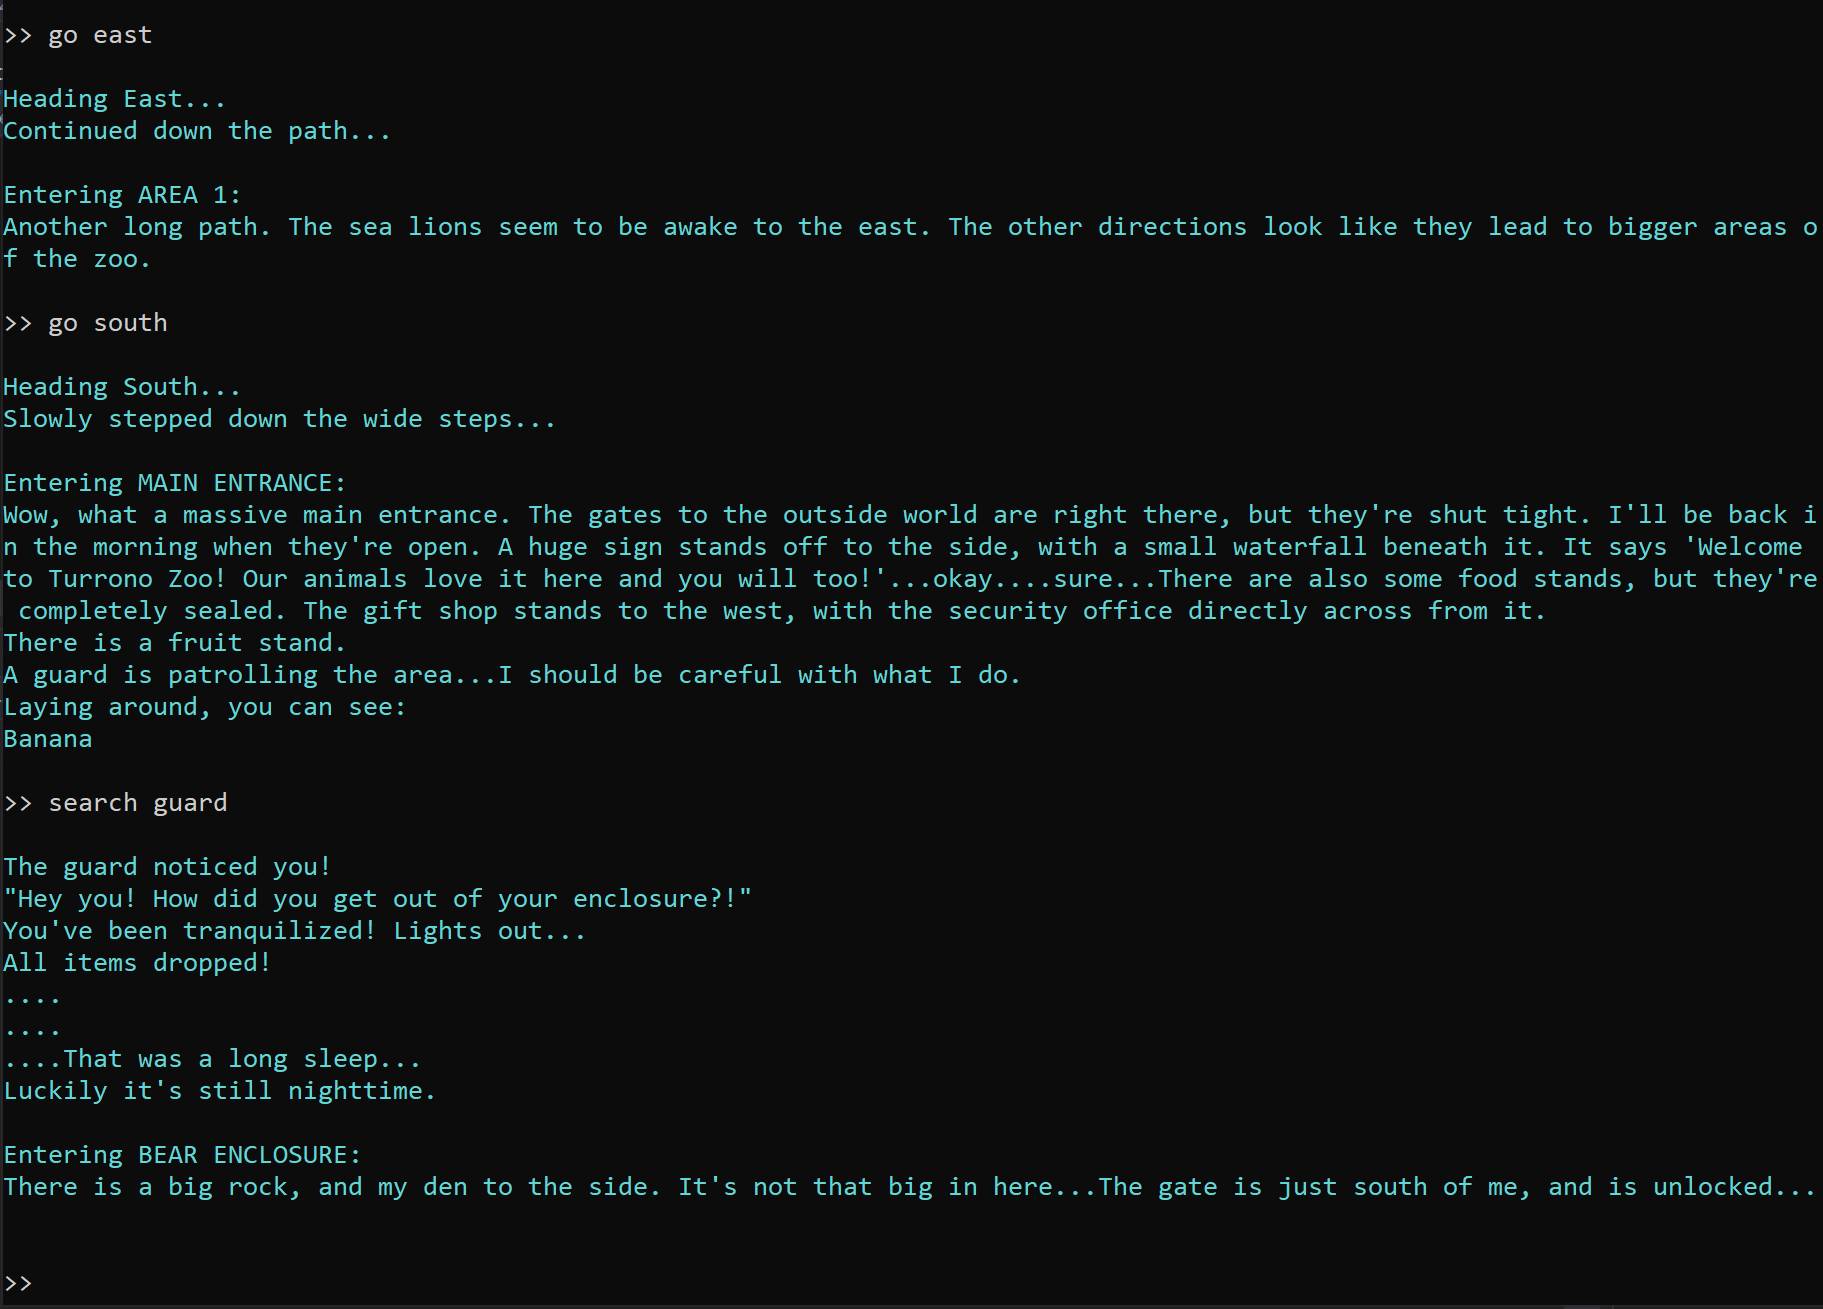 >> go east
Heading East...
Continued down the path...
Entering AREA 1:
Another long path. The sea lions seem to be awake to the east. The other directions look like they lead to bigger areas o
f the zoo.
>> go south
Heading South...
Slowly stepped down the wide steps...
Entering MAIN ENTRANCE:
Wow, what a massive main entrance. The gates to the outside world are right there, but they're shut tight. I'll be back i
n the morning when they're open. A huge sign stands off to the side, with a small waterfall beneath it. It says 'Welcome
to Turrono Zoo! Our animals love it here and you will too!'...okay....sure...There are also some food stands, but they're
 completely sealed. The gift shop stands to the west, with the security office directly across from it.
There is a fruit stand.
A guard is patrolling the area...I should be careful with what I do.
Laying around, you can see:
Banana
>> search guard
The guard noticed you!
"Hey you! How did you get out of your enclosure?!"
You've been tranquilized! Lights out...
All items dropped!
....
....
....That was a long sleep...
Luckily it's still nighttime.
Entering BEAR ENCLOSURE:
There is a big rock, and my den to the side. It's not that big in here...The gate is just south of me, and is unlocked...
>>